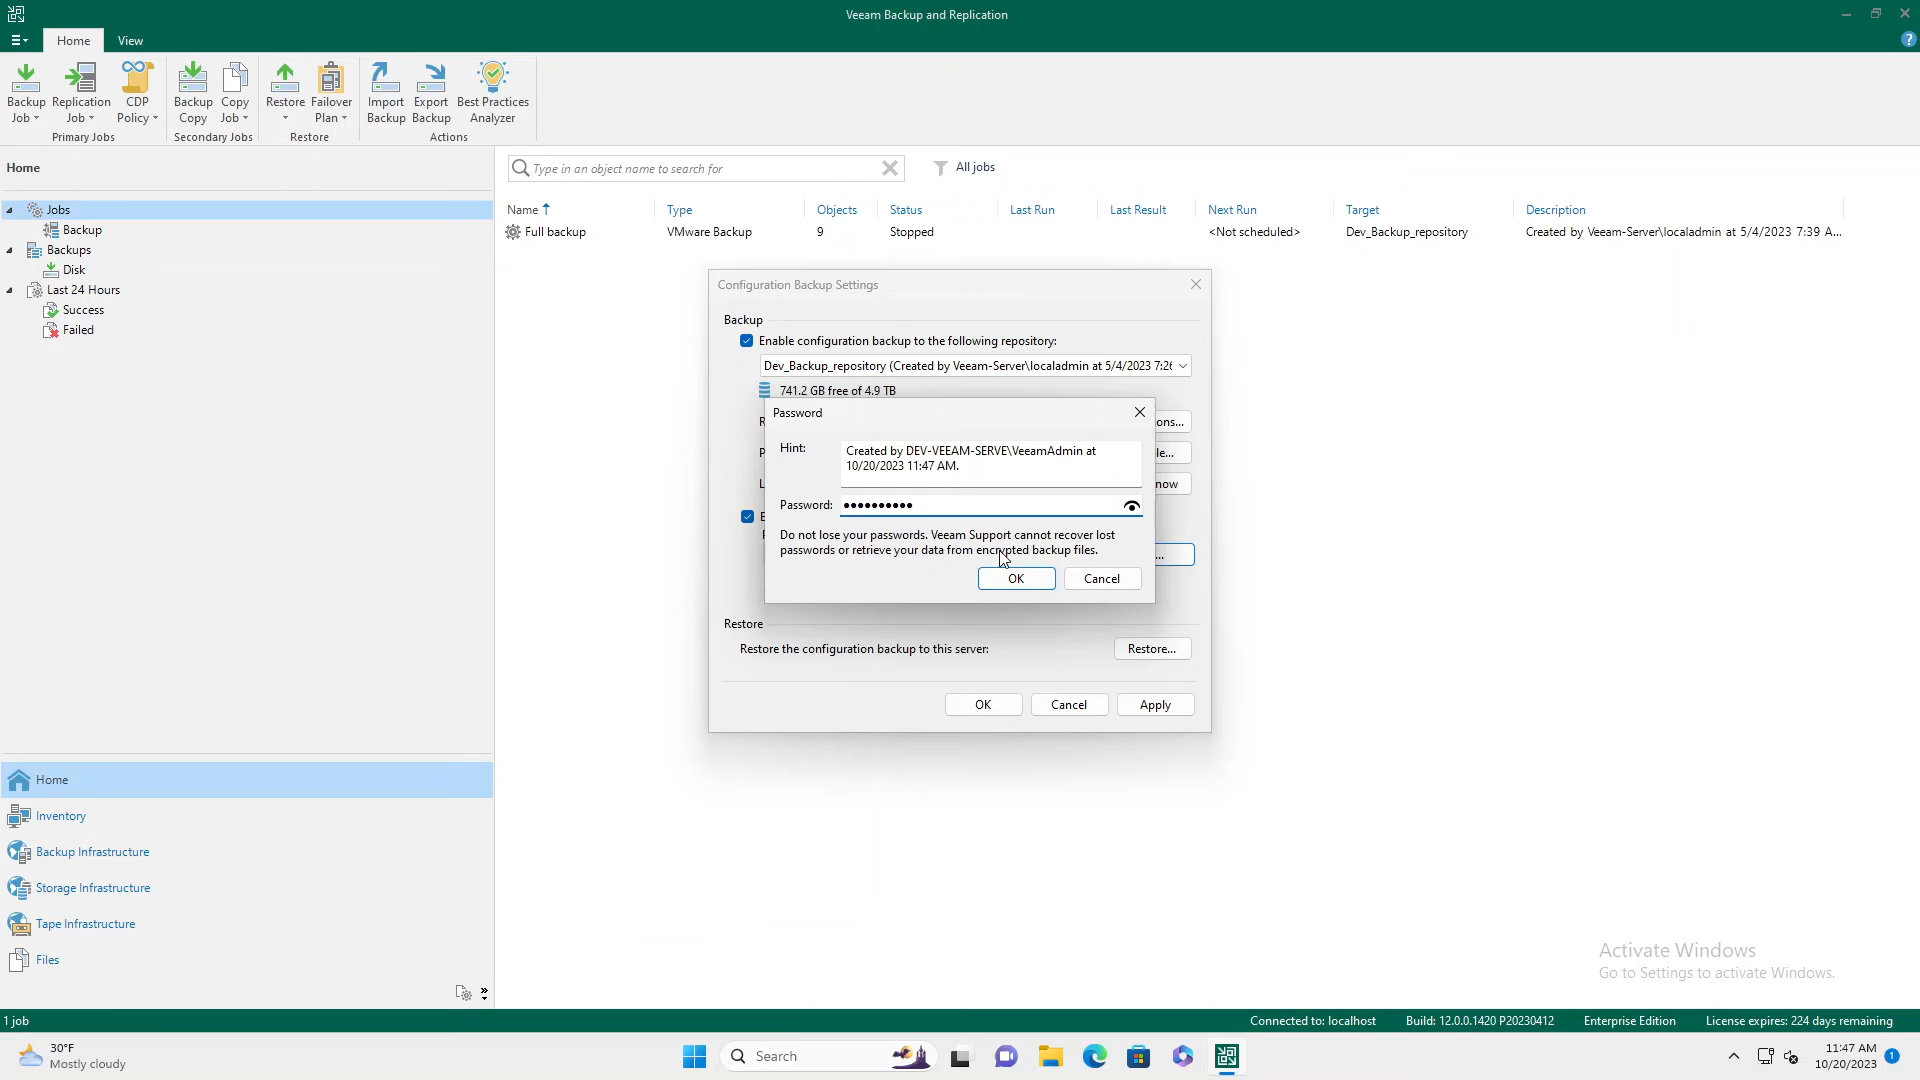 Veeam Backup and Replication
Home
View
Backup Job
Replication Job
CDP Policy
Backup Copy
Copy Job
Restore
Failover Plan
Import Backup
Export Backup
Best Practices Analyzer
Primary Jobs
Secondary Jobs
Restore
Actions
Home
Type in an object name to search for
All jobs
Jobs
Backup
Backups
Disk
Last 24 Hours
Success
Failed
Name Type Objects Status Last Run Last Result Next Run Target Description
Full backup VMware Backup 9 Stopped <Not scheduled> Dev_Backup_repository Created by Veeam-Server\localadmin at 5/4/2023 7:39 A...
Configuration Backup Settings
Backup
Enable configuration backup to the following repository:
Dev_Backup_repository (Created by Veeam-Server\localadmin at 5/4/2023 7:26
741.2 GB free of 4.9 TB
R
ons...
P
le...
L
now
E
...
Password
Hint:
Created by DEV-VEEAM-SERVE\VeeamAdmin at
10/20/2023 11:47 AM.
Password: ••••••••••
Do not lose your passwords. Veeam Support cannot recover lost
passwords or retrieve your data from encrypted backup files.
OK
Cancel
Restore
Restore the configuration backup to this server:
Restore...
OK
Cancel
Apply
Home
Inventory
Backup Infrastructure
Storage Infrastructure
Tape Infrastructure
Files
Activate Windows
Go to Settings to activate Windows.
1 job
Connected to: localhost
Build: 12.0.0.1420 P20230412
Enterprise Edition
License expires: 224 days remaining
30°F
Mostly cloudy
Search
11:47 AM
10/20/2023
1